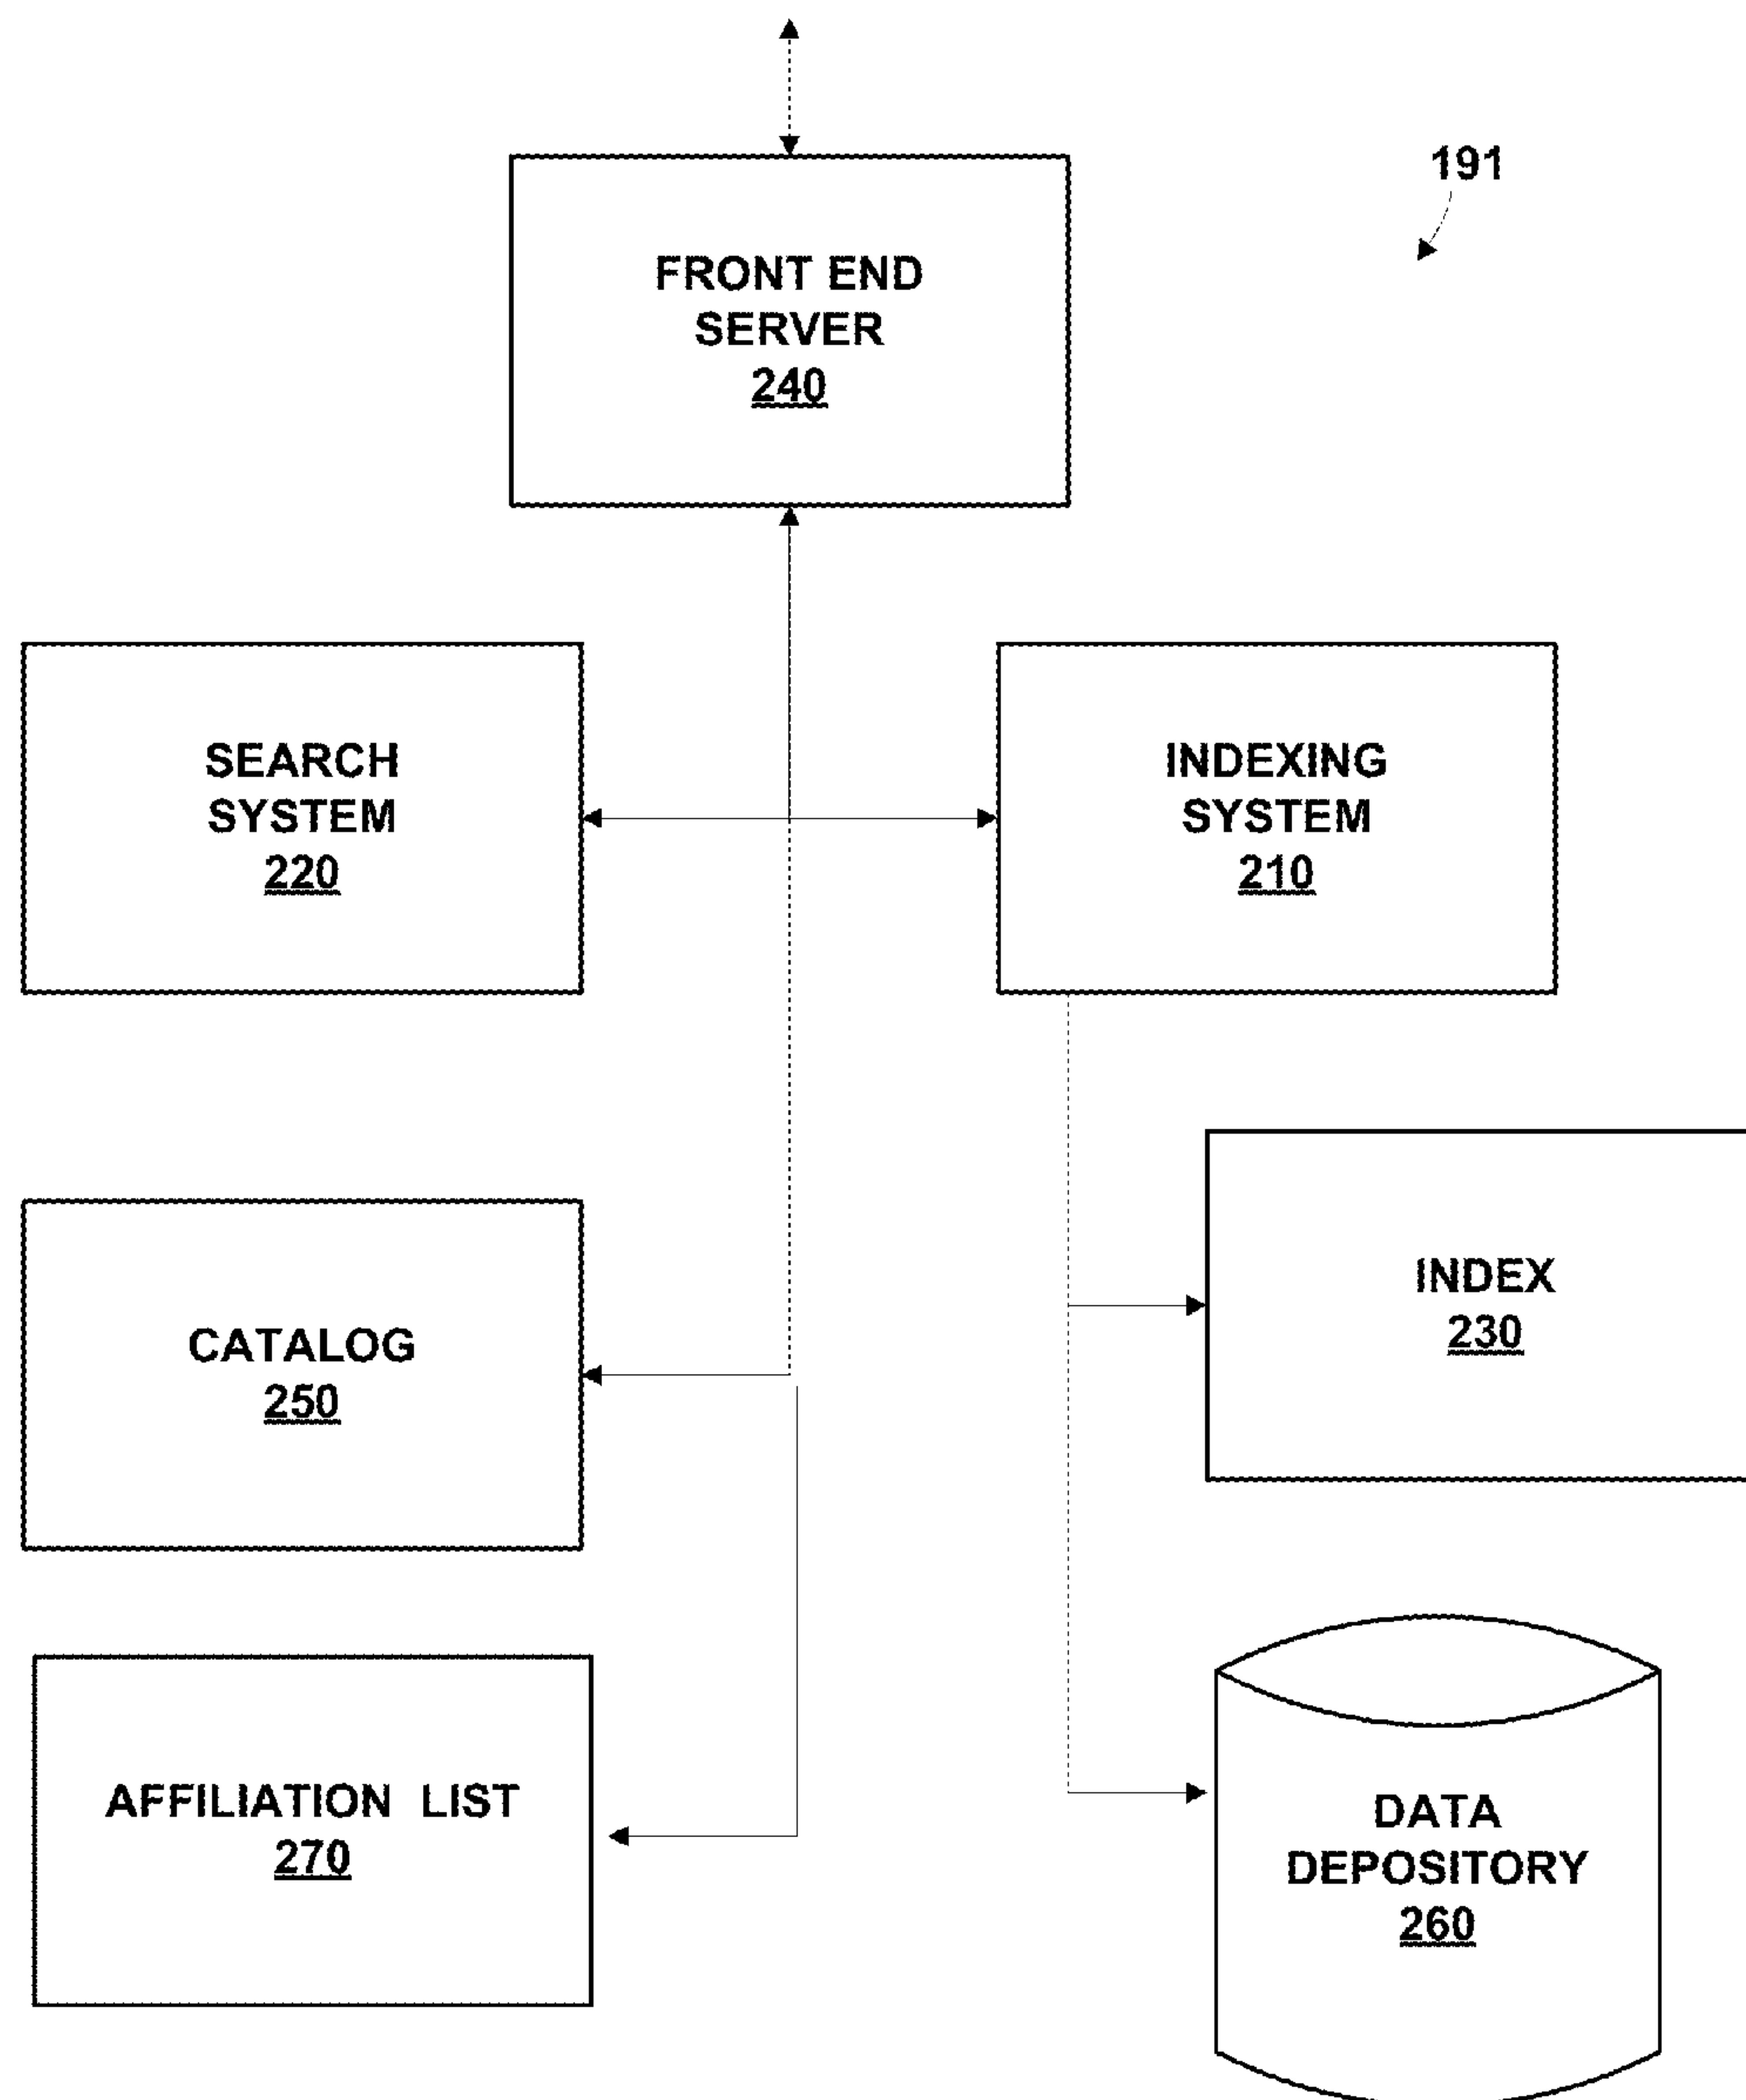 191
FRONT END
SERVER
240
SEARCH
SYSTEM
220
INDEXING
SYSTEM
210
INDEX
230
CATALOG
250
AFFILIATION LIST
270
DATA
DEPOSITORY
260